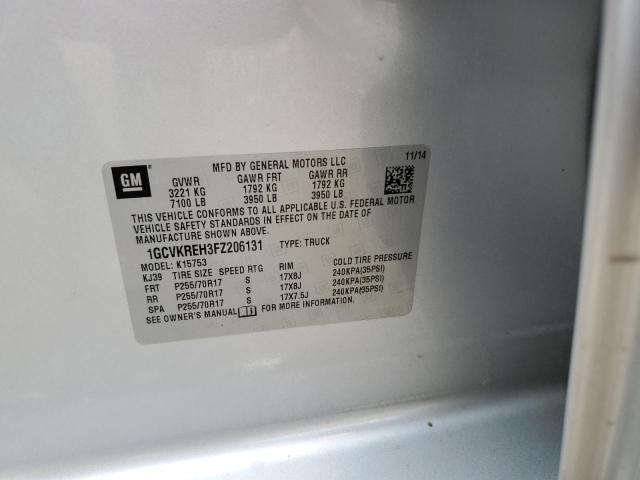 GM
MFD BY GENERAL MOTORS LLC 11/14
GVWR GAWR FRT GAWR RR
3221 KG 1792 KG 1792 KG
7100 LB 3950 LB 3950 LB
THIS VEHICLE CONFORMS TO ALL APPLICABLE U.S. FEDERAL MOTOR
VEHICLE SAFETY STANDARDS IN EFFECT ON THE DATE OF
MANUFACTURE SHOWN ABOVE.
1GCVKREH3FZ206131 TYPE: TRUCK
MODEL: K15753
KJ39 TIRE SIZE SPEED RTG RIM COLD TIRE PRESSURE
FRT P255/70R17 S 17X8J 240KPA(35PSI)
RR P255/70R17 S 17X8J 240KPA(35PSI)
SPA P255/70R17 S 17X7.5J 240KPA(35PSI)
SEE OWNER'S MANUAL FOR MORE INFORMATION.